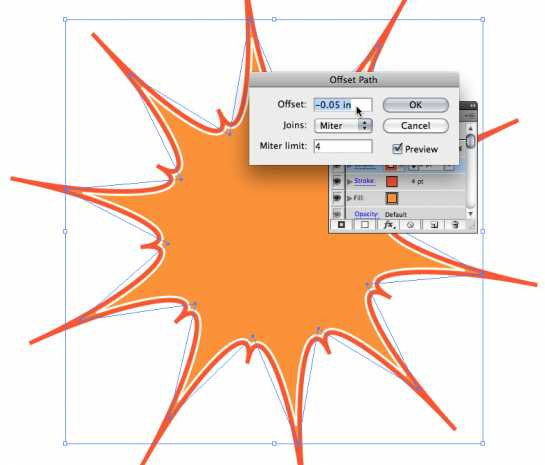 Offset Path
Offset: -0.05 in
OK
Joins: Miter
Cancel
Miter limit: 4
Preview
Stroke: 4 pt
Fill:
Opacity: Default
fx